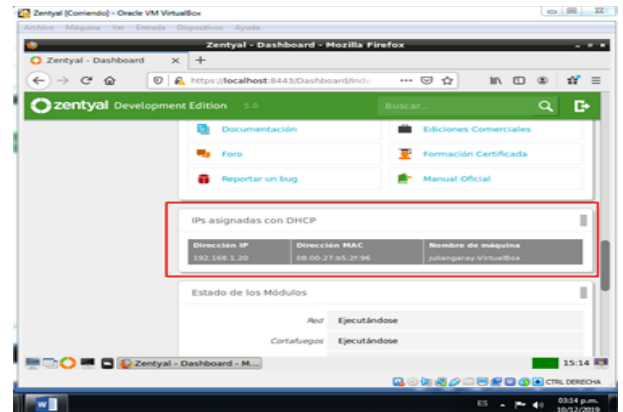 Zentyal [Corriendo] - Oracle VM VirtualBox
Archivo Máquina Ver Entrada Dispositivos Ayuda
Zentyal - Dashboard - Mozilla Firefox
Zentyal - Dashboard
https://localhost:8443/Dashboard/Inde
zentyal Development Edition 5.0
Buscar...
Documentación
Ediciones Comerciales
Foro
Formación Certificada
Reportar un bug
Manual Oficial
IPs asignadas con DHCP
Dirección IP Dirección MAC Nombre de máquina
192.168.1.20 08:00:27:b5:2f:96 juliangaray-VirtualBox
Estado de los Módulos
Red Ejecutándose
Cortafuegos Ejecutándose
Zentyal - Dashboard - M...
15:14
CTRL DERECHA
ES
03:14 p.m.
10/12/2019